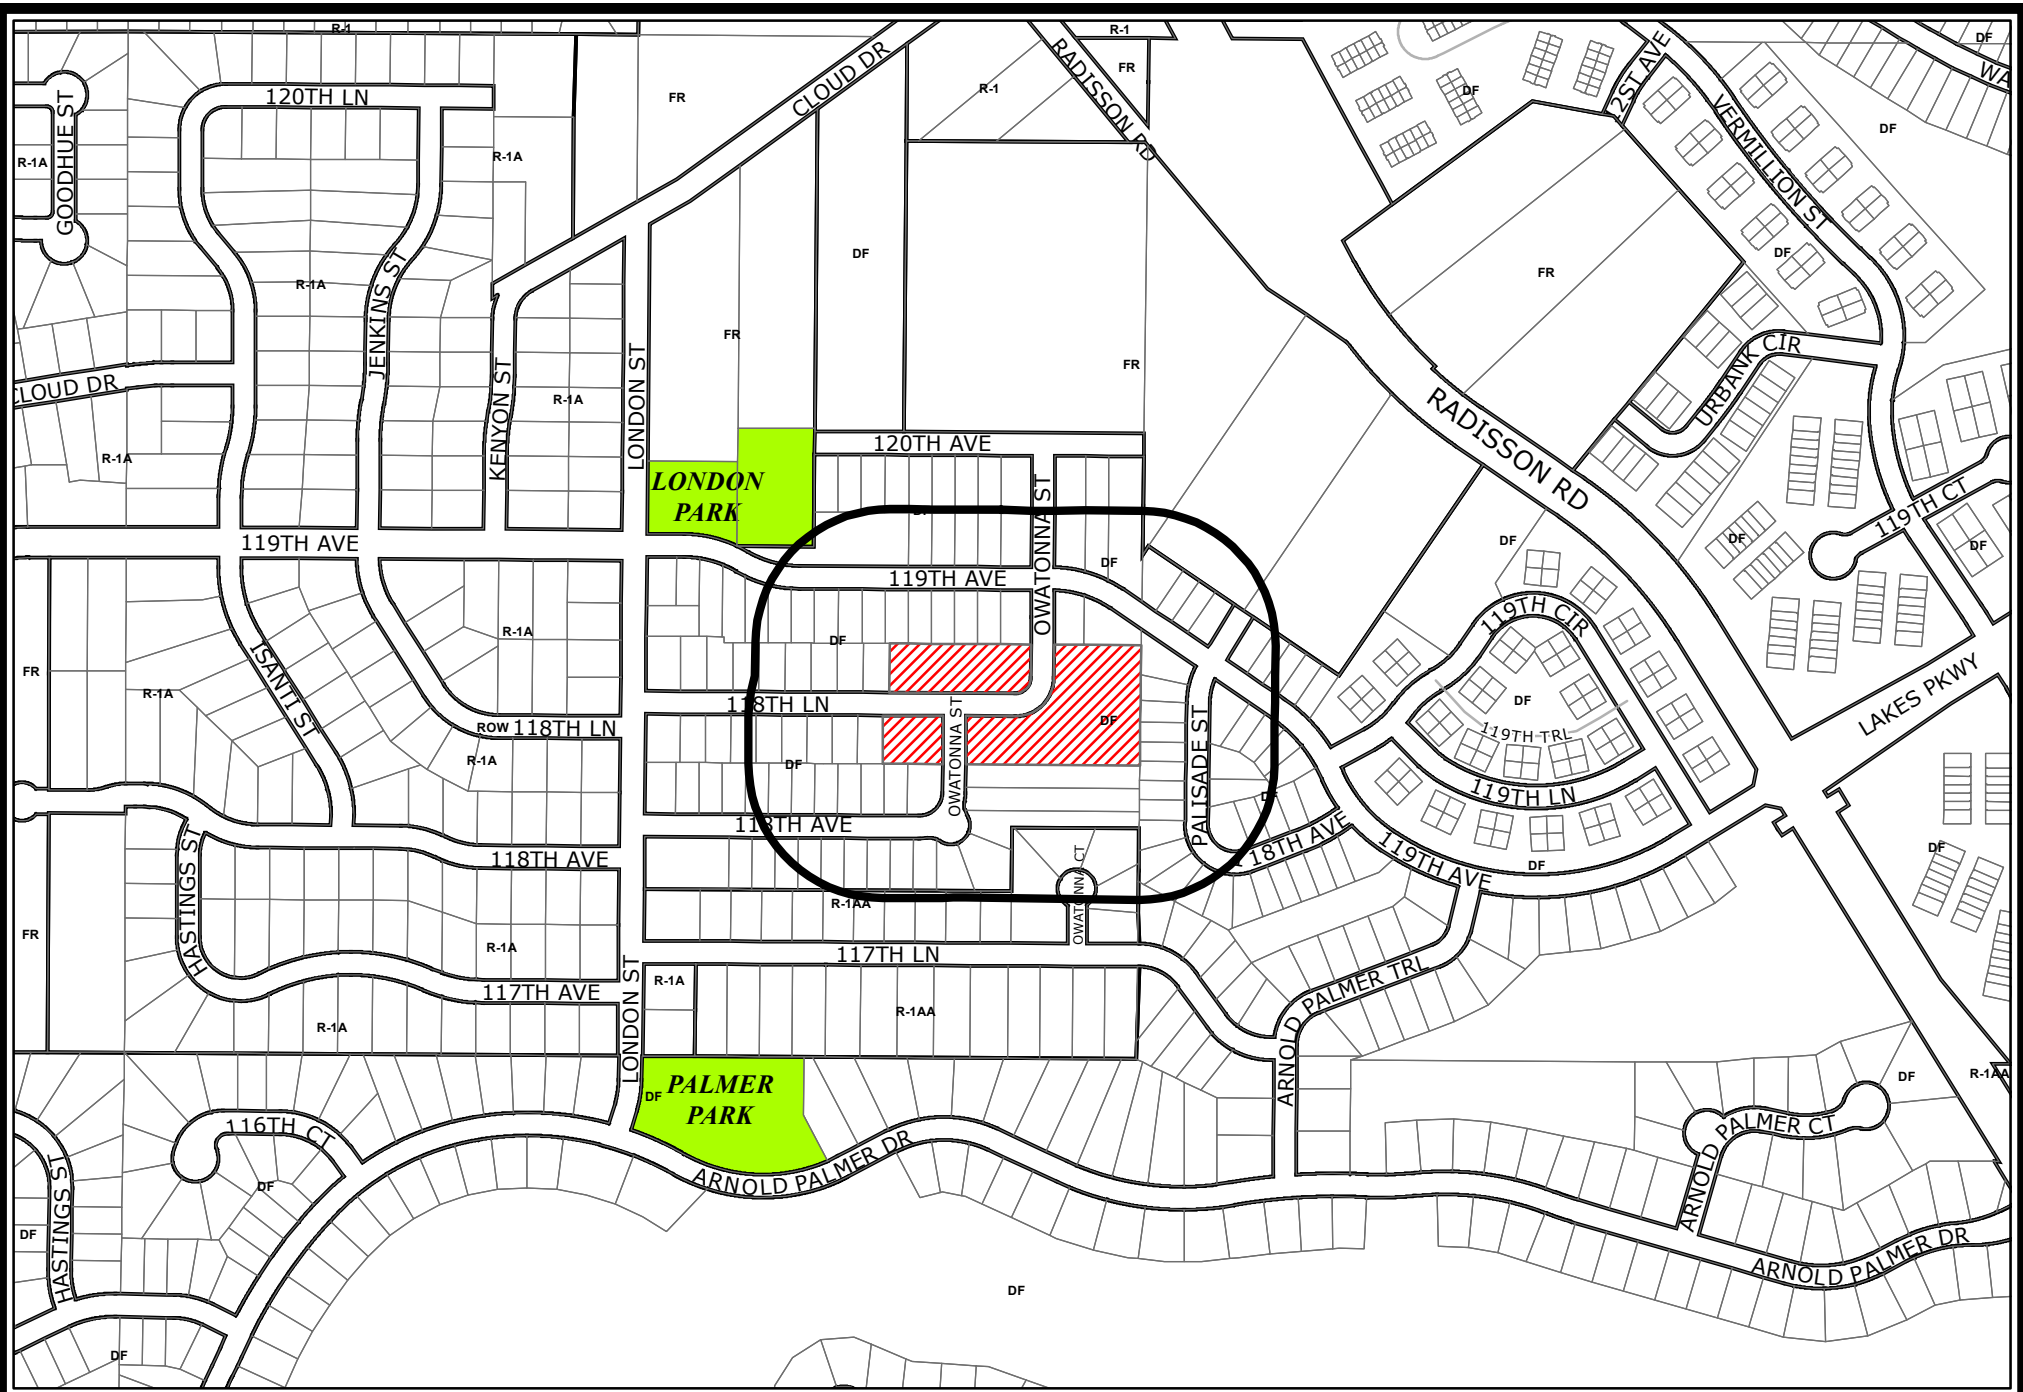 R-1
R-1
DF
WA
120TH LN
CLOUD DR
RADISSON RD
FR
FR
R-1
DF
VERMILLION ST
DF
GOODHUE ST
R-1A
R-1A
DF
FR
DF
R-1A
JENKINS ST
FR
FR
URBANK CIR
CLOUD DR
KENYON ST
R-1A
LONDON ST
RADISSON RD
R-1A
120TH AVE
LONDON
PARK
OWATONNA ST
119TH CT
119TH AVE
119TH AVE
DF
DF
DF
DF
119TH CIR
FR
R-1A
ISANTI ST
R-1A
DF
118TH LN
OWATONNA ST
DF
PALISADE ST
DF
119TH TRL
LAKES PKWY
ROW
118TH LN
R-1A
DF
DF
119TH LN
118TH AVE
118TH AVE
118TH AVE
119TH AVE
DF
DF
HASTINGS ST
OWATONNA CT
R-1AA
FR
R-1A
117TH LN
117TH AVE
LONDON ST
R-1A
R-1AA
ARNOLD PALMER TRL
R-1A
PALMER
PARK
DF
ARNOLD PALMER DR
ARNOLD
DF
R-1AA
ARNOLD PALMER CT
116TH CT
DF
HASTINGS ST
DF
DF
DF
ARNOLD PALMER DR